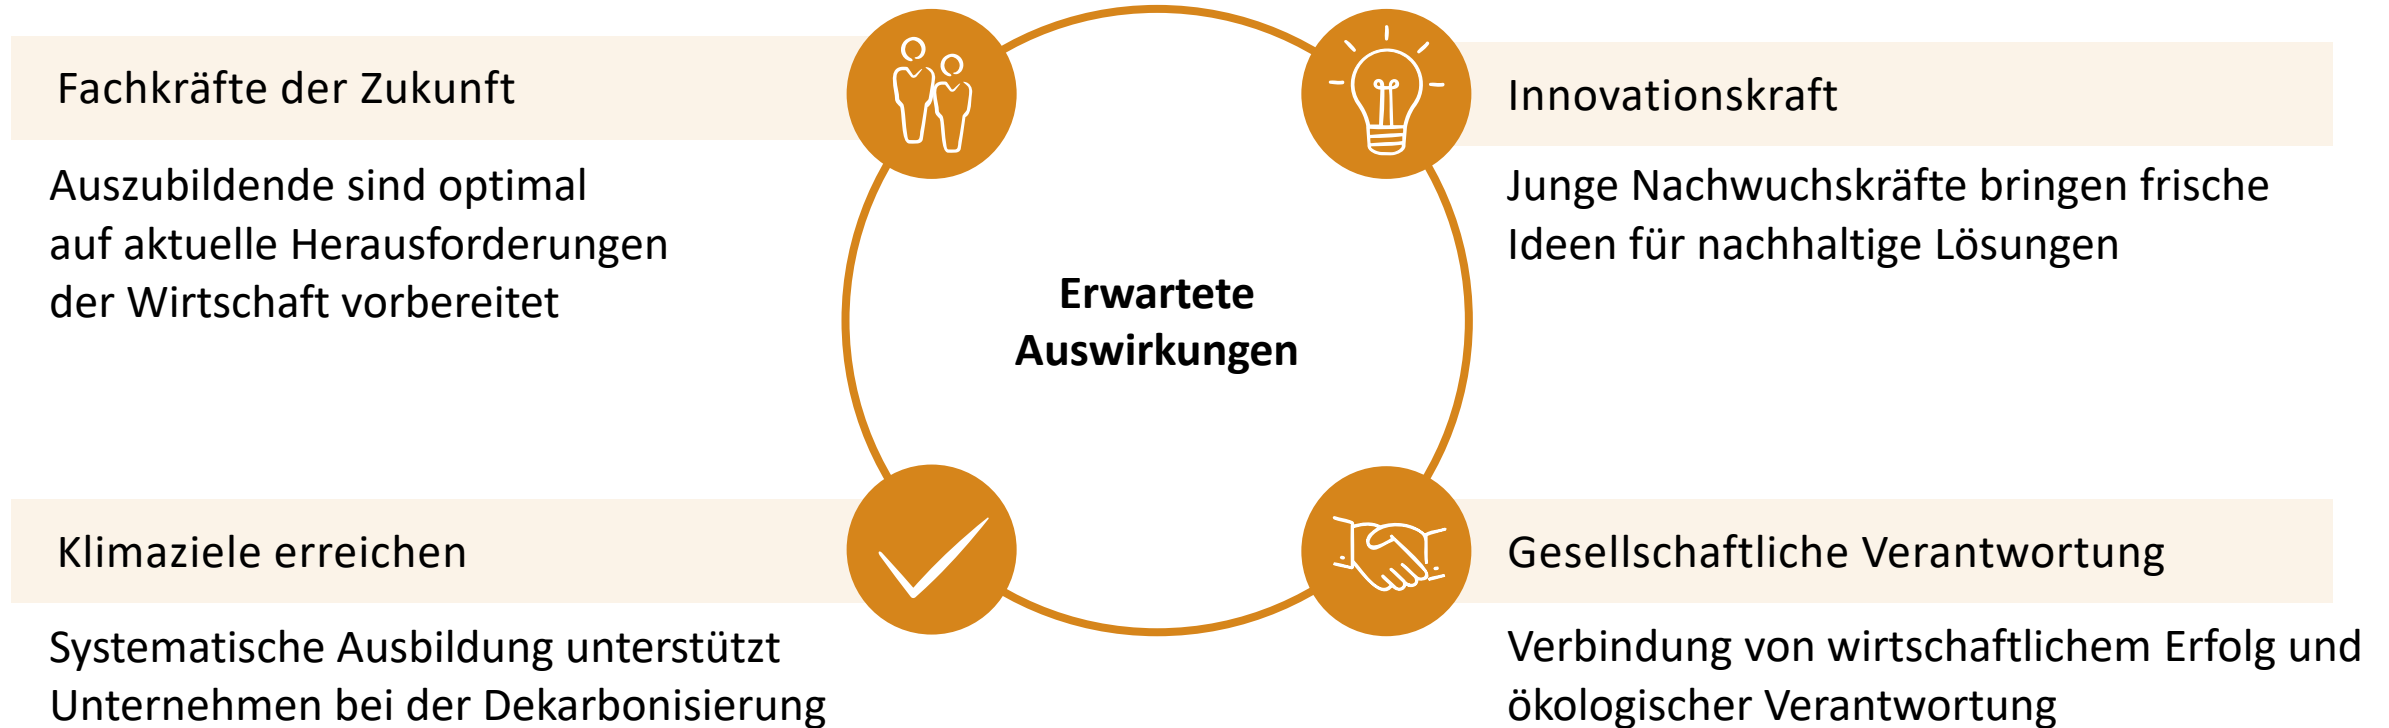 Fachkräfte der Zukunft
Auszubildende sind optimal
auf aktuelle Herausforderungen
der Wirtschaft vorbereitet
Innovationskraft
Junge Nachwuchskräfte bringen frische
Ideen für nachhaltige Lösungen
Erwartete
Auswirkungen
Klimaziele erreichen
Systematische Ausbildung unterstützt
Unternehmen bei der Dekarbonisierung
Gesellschaftliche Verantwortung
Verbindung von wirtschaftlichem Erfolg und
ökologischer Verantwortung